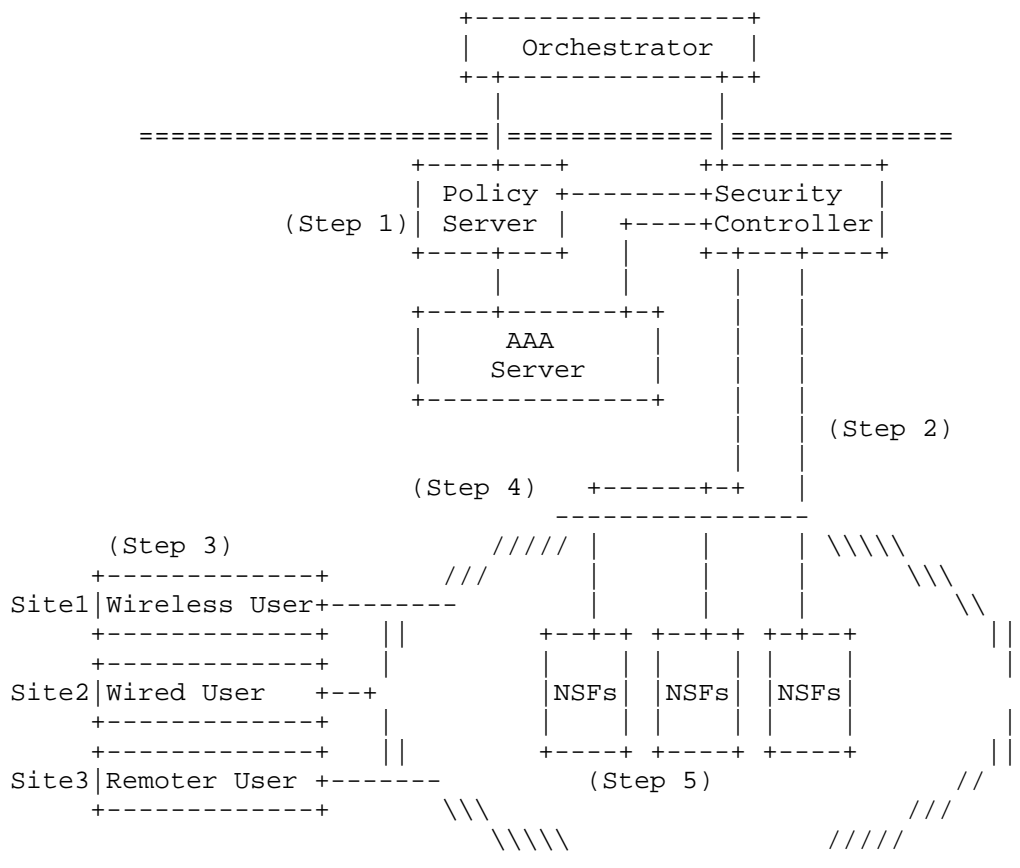 Orchestrator
Policy Security
(Step 1) Server Controller
AAA
Server
(Step 2)
(Step 4)
(Step 3)
Site1 Wireless User
Site2 Wired User NSFs NSFs NSFs
Site3 Remoter User (Step 5)